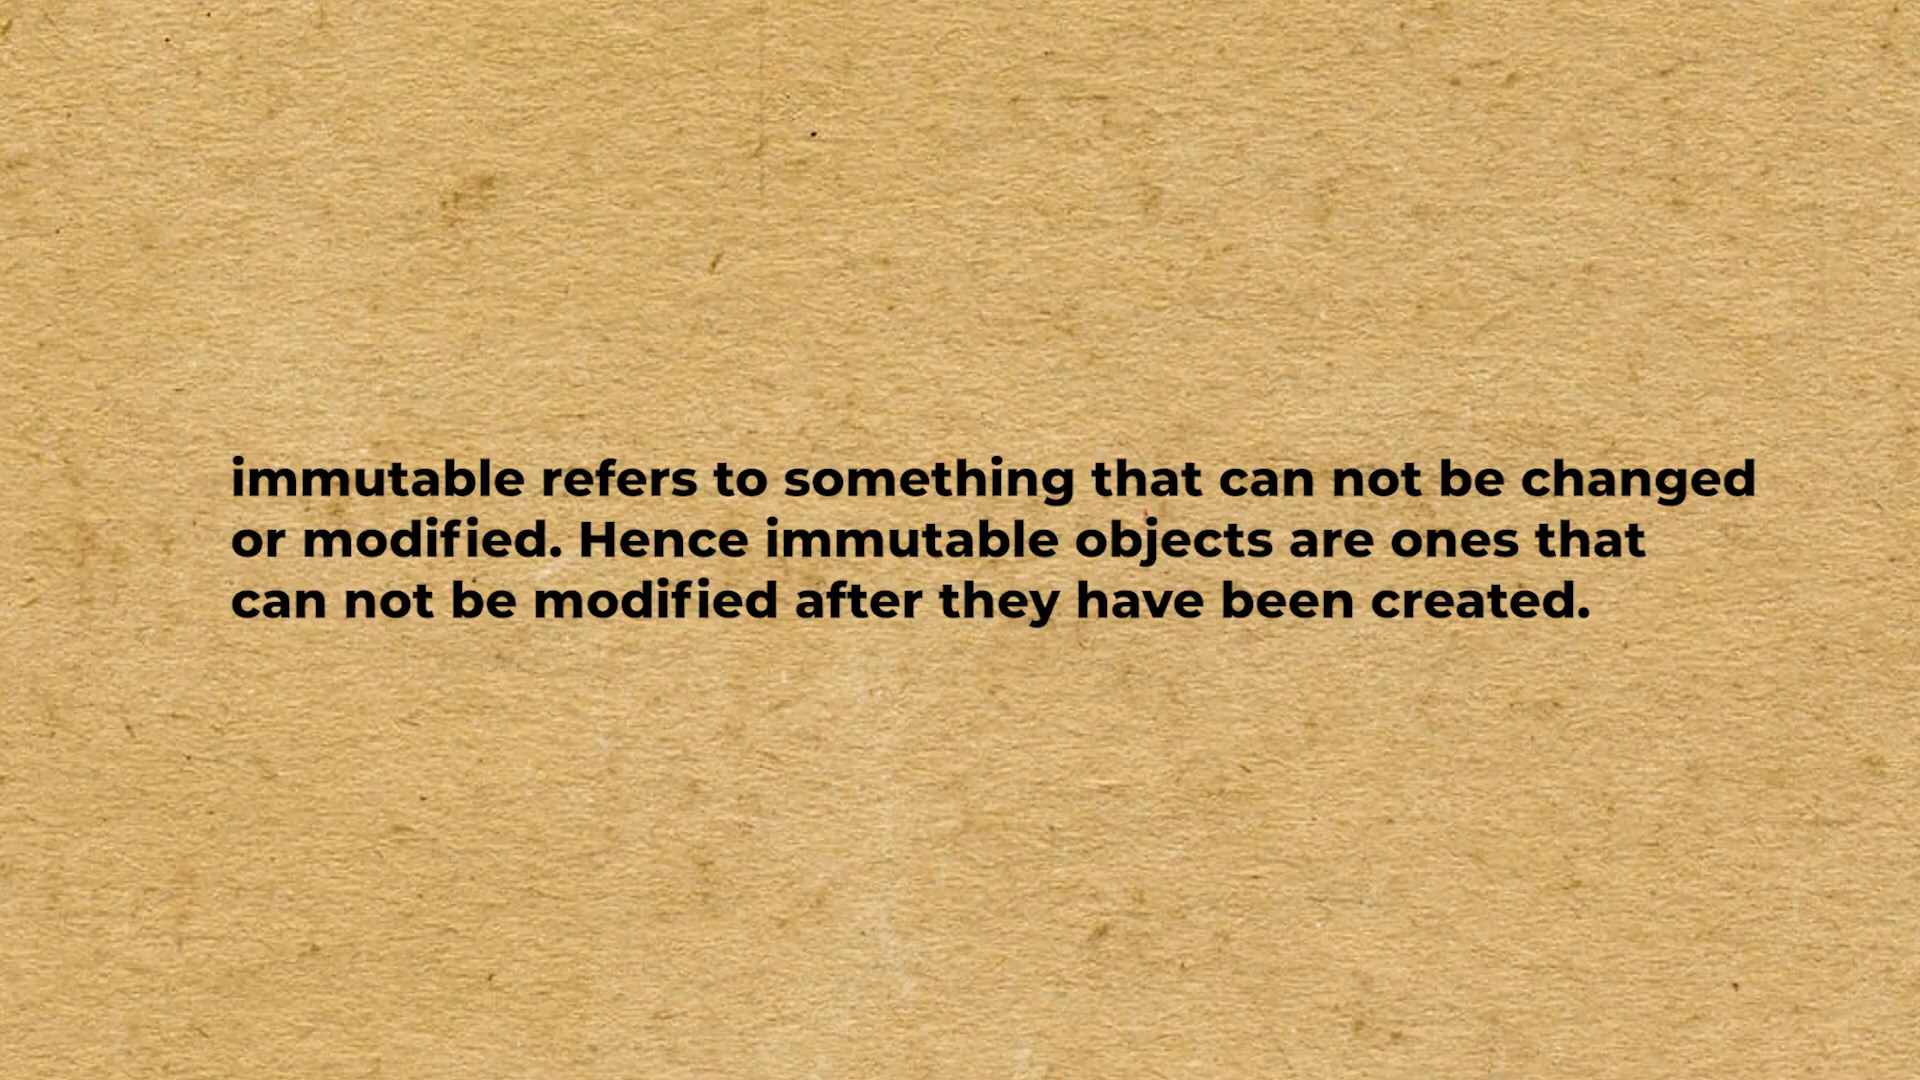 immutable refers to something that can not be changed
or modified. Hence immutable objects are ones that
can not be modified after they have been created.